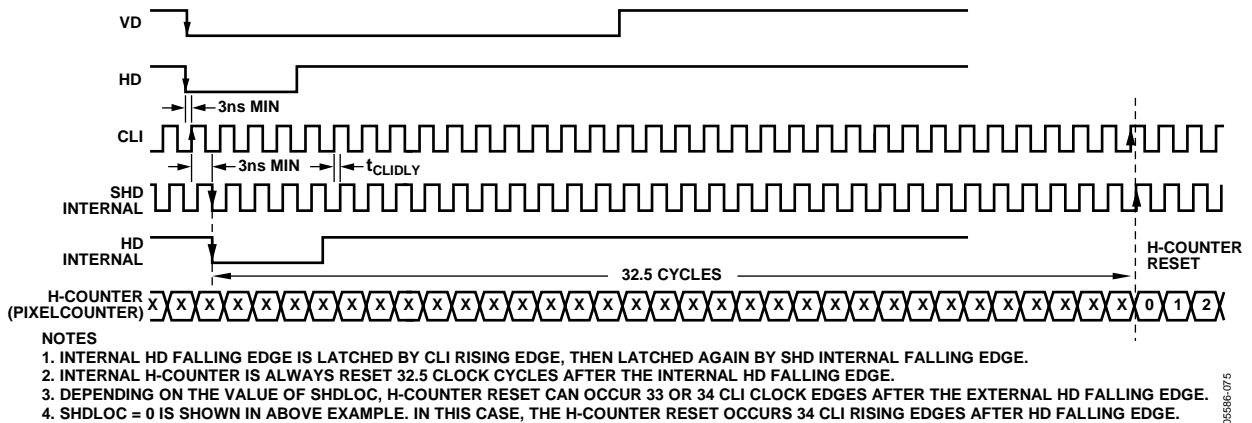 VD
HD
3ns MIN
CLI
3ns MIN
tCLIDLY
SHD
INTERNAL
HD
INTERNAL
H-COUNTER
RESET
32.5 CYCLES
H-COUNTER
(PIXELCOUNTER)
X X X X X X X X X X X X X X X X X X X X X X X X X X X X X X X X X X X 0 1 2
NOTES
1. INTERNAL HD FALLING EDGE IS LATCHED BY CLI RISING EDGE, THEN LATCHED AGAIN BY SHD INTERNAL FALLING EDGE.
2. INTERNAL H-COUNTER IS ALWAYS RESET 32.5 CLOCK CYCLES AFTER THE INTERNAL HD FALLING EDGE.
3. DEPENDING ON THE VALUE OF SHDLOC, H-COUNTER RESET CAN OCCUR 33 OR 34 CLI CLOCK EDGES AFTER THE EXTERNAL HD FALLING EDGE.
4. SHDLOC = 0 IS SHOWN IN ABOVE EXAMPLE. IN THIS CASE, THE H-COUNTER RESET OCCURS 34 CLI RISING EDGES AFTER HD FALLING EDGE.
05586-075